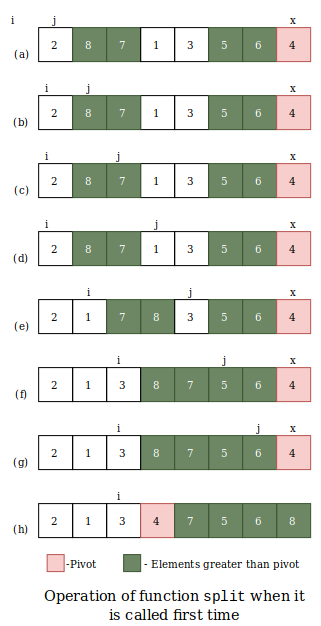 i j x
(a) 2 8 7 1 3 5 6 4
i j x
(b) 2 8 7 1 3 5 6 4
i j x
(c) 2 8 7 1 3 5 6 4
i j x
(d) 2 8 7 1 3 5 6 4
i j x
(e) 2 1 7 8 3 5 6 4
i j x
(f) 2 1 3 8 7 5 6 4
i j x
(g) 2 1 3 8 7 5 6 4
i
(h) 2 1 3 4 7 5 6 8
-Pivot - Elements greater than pivot
Operation of function split when it
is called first time